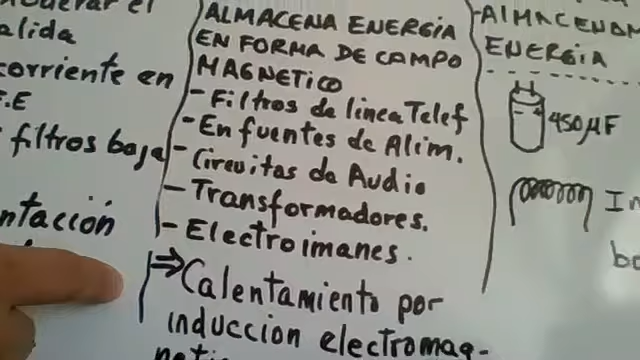 alida
corriente en
filtros baja
ntación
ALMACENA ENERGIA
EN FORMA DE CAMPO
MAGNETICO
- Filtros de linea Telef
- En fuentes de Alim.
- Circuitas de Audio
- Transformadores.
- Electroimanes.
⇒ Calentamiento por
induccion electromag-
-AlMACENAM
ENERGIA
450µF
In
bo